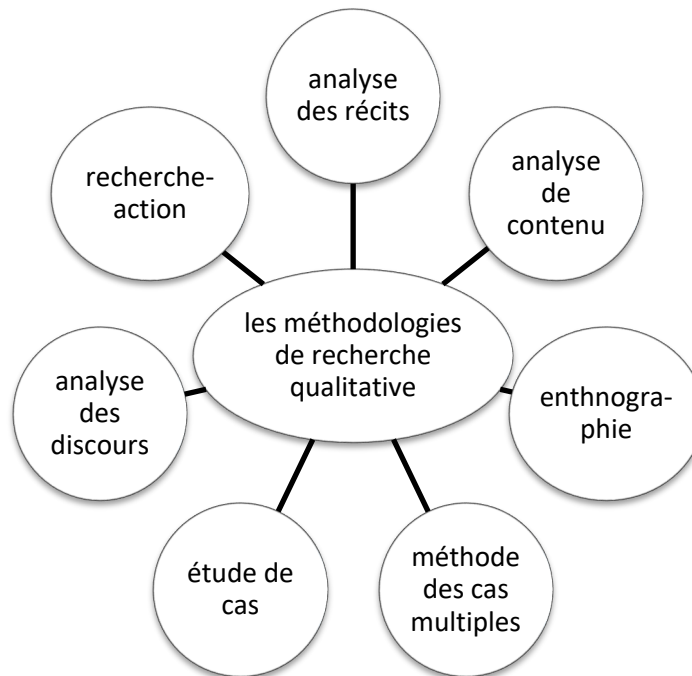 analyse
des récits
analyse
de
contenu
enthnogra-
phie
méthode
des cas
multiples
étude de
cas
analyse
des
discours
recherche-
action
les méthodologies
de recherche
qualitative